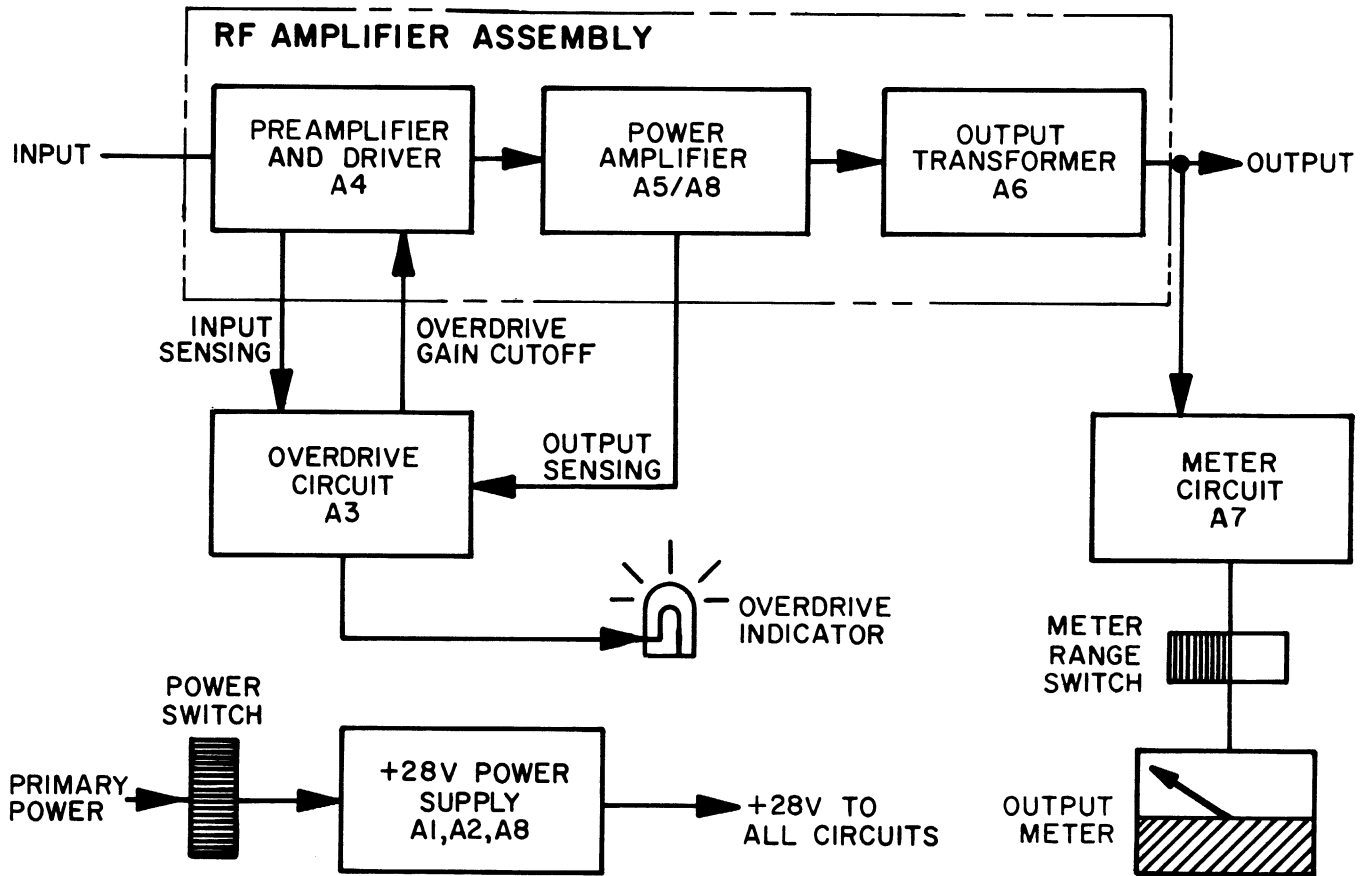 RF AMPLIFIER ASSEMBLY
INPUT
PREAMPLIFIER
AND DRIVER
A4
POWER
AMPLIFIER
A5/A8
OUTPUT
TRANSFORMER
A6
OUTPUT
INPUT
SENSING
OVERDRIVE
GAIN CUTOFF
OVERDRIVE
CIRCUIT
A3
OUTPUT
SENSING
METER
CIRCUIT
A7
OVERDRIVE
INDICATOR
METER
RANGE
SWITCH
POWER
SWITCH
PRIMARY
POWER
+28V POWER
SUPPLY
A1,A2,A8
+28V TO
ALL CIRCUITS
OUTPUT
METER